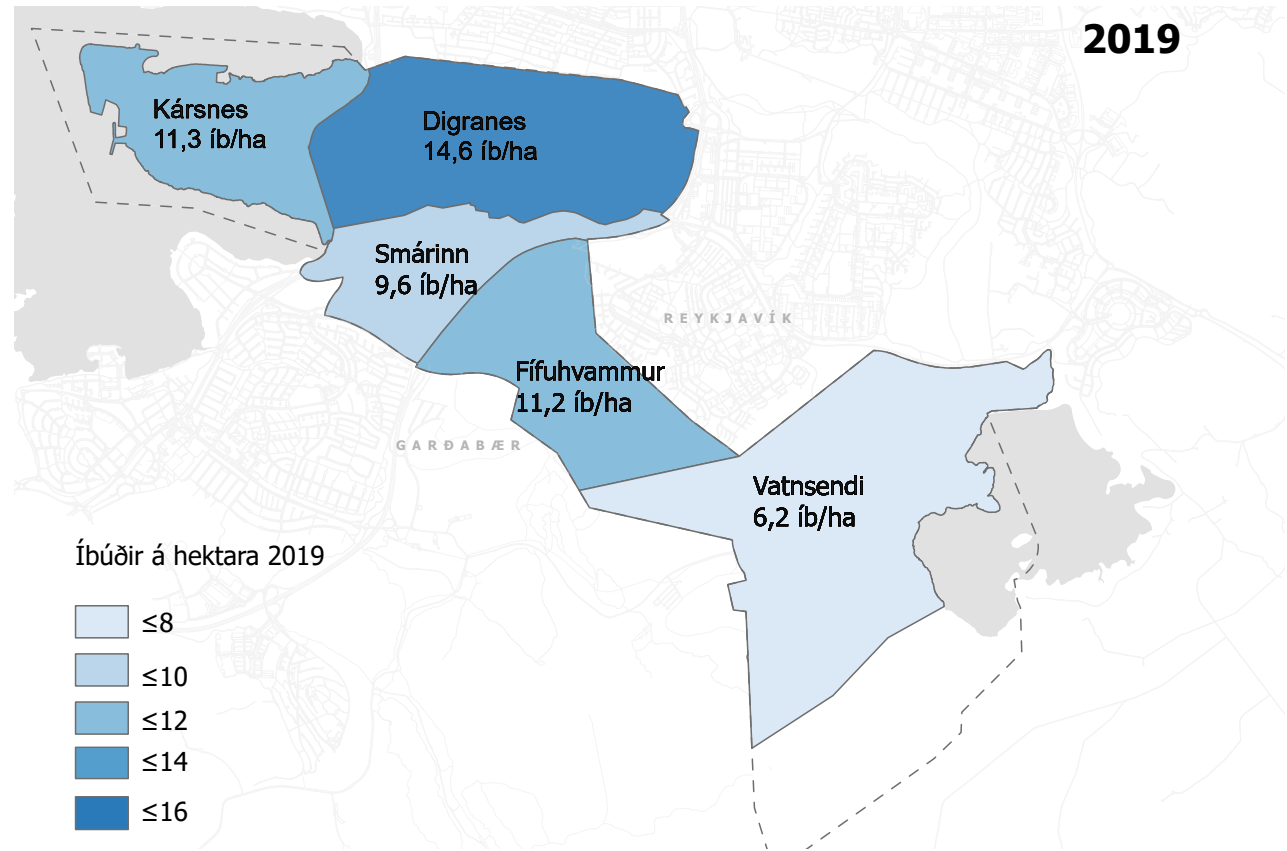 2019
Kársnes
11,3 íb/ha
Digranes
14,6 íb/ha
Smárinn
9,6 íb/ha
REYKJAVÍK
Fífuhvammur
11,2 íb/ha
GARÐABÆR
Vatnsendi
6,2 íb/ha
Íbúðir á hektara 2019
≤8
≤10
≤12
≤14
≤16